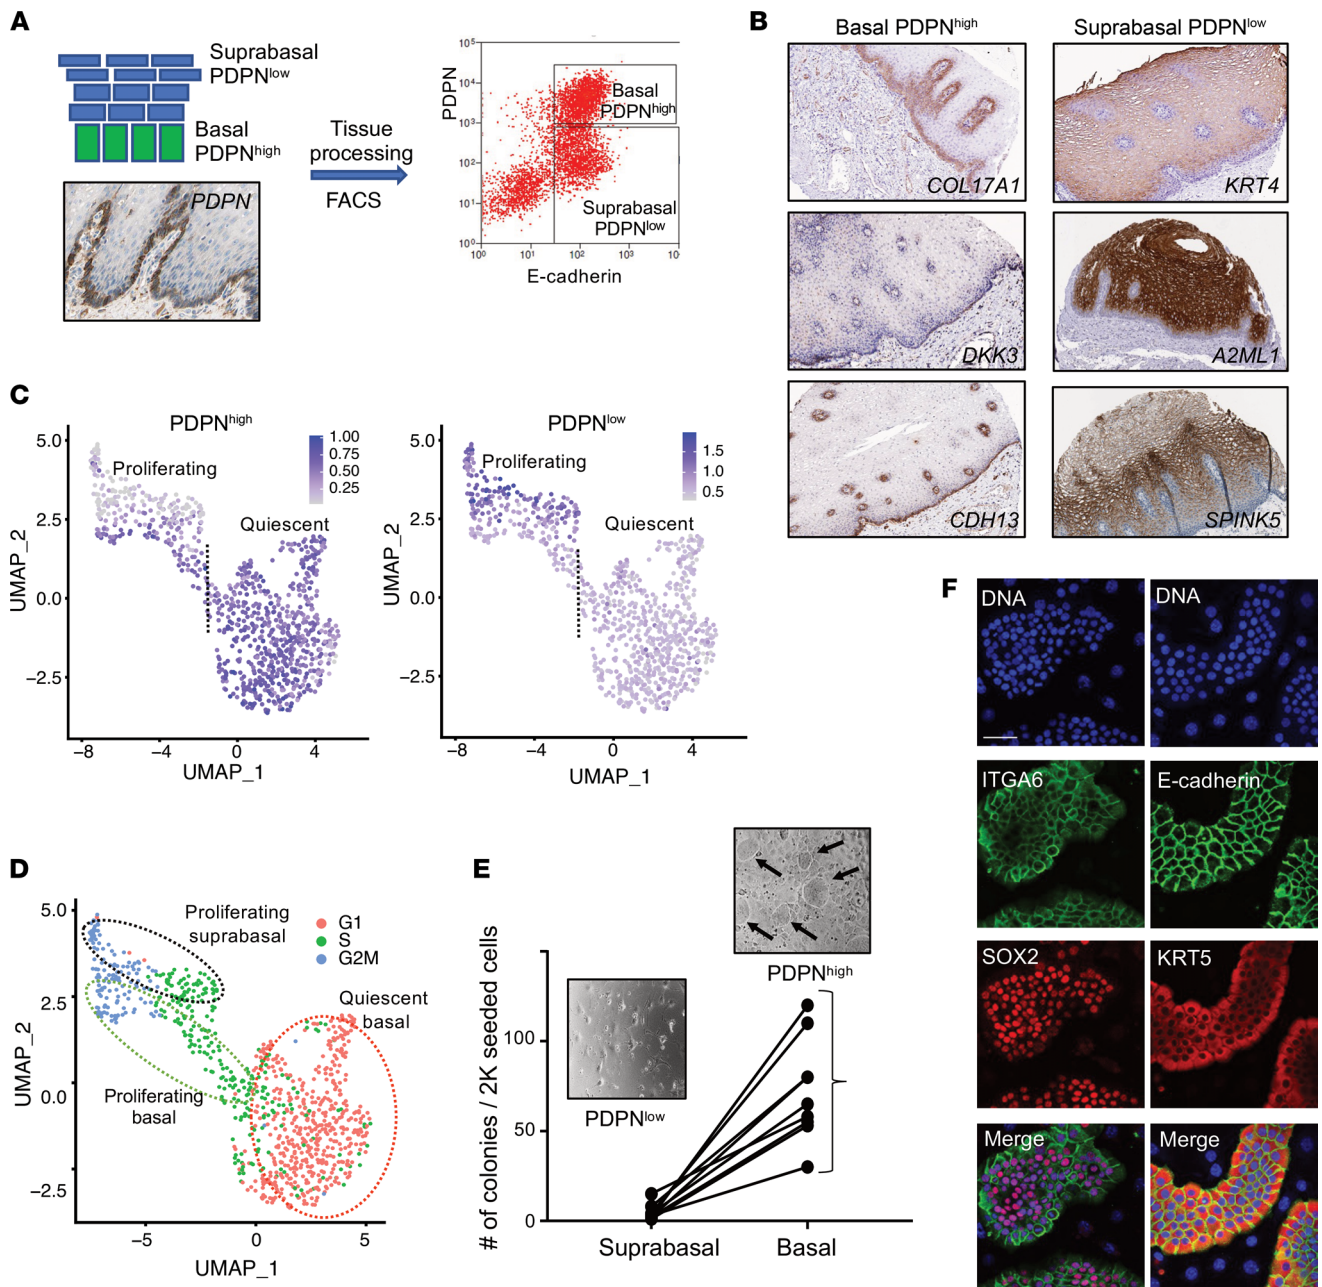 A
Suprabasal
PDPNlow
Basal
PDPNhigh
PDPN
Tissue
processing
FACS
PDPN
105
104
103
102
101
100
Basal
PDPNhigh
Suprabasal
PDPNlow
100
101
102
103
10
E-cadherin
B
Basal PDPNhigh
Suprabasal PDPNlow
COL17A1
KRT4
DKK3
A2ML1
CDH13
SPINK5
C
PDPNhigh
1.00
0.75
0.50
0.25
Proliferating
Quiescent
UMAP_2
5.0
2.5
0.0
−2.5
−8
−4
0
4
UMAP_1
PDPNlow
1.5
1.0
0.5
Proliferating
Quiescent
UMAP_2
5.0
2.5
0.0
−2.5
−8
−4
0
4
UMAP_1
D
Proliferating
suprabasal
G1
S
G2M
Quiescent
basal
Proliferating
basal
UMAP_2
5.0
2.5
0.0
−2.5
−5
0
5
UMAP_1
E
PDPNhigh
PDPNlow
# of colonies / 2K seeded cells
100
50
0
Suprabasal
Basal
F
DNA
DNA
ITGA6
E-cadherin
SOX2
KRT5
Merge
Merge